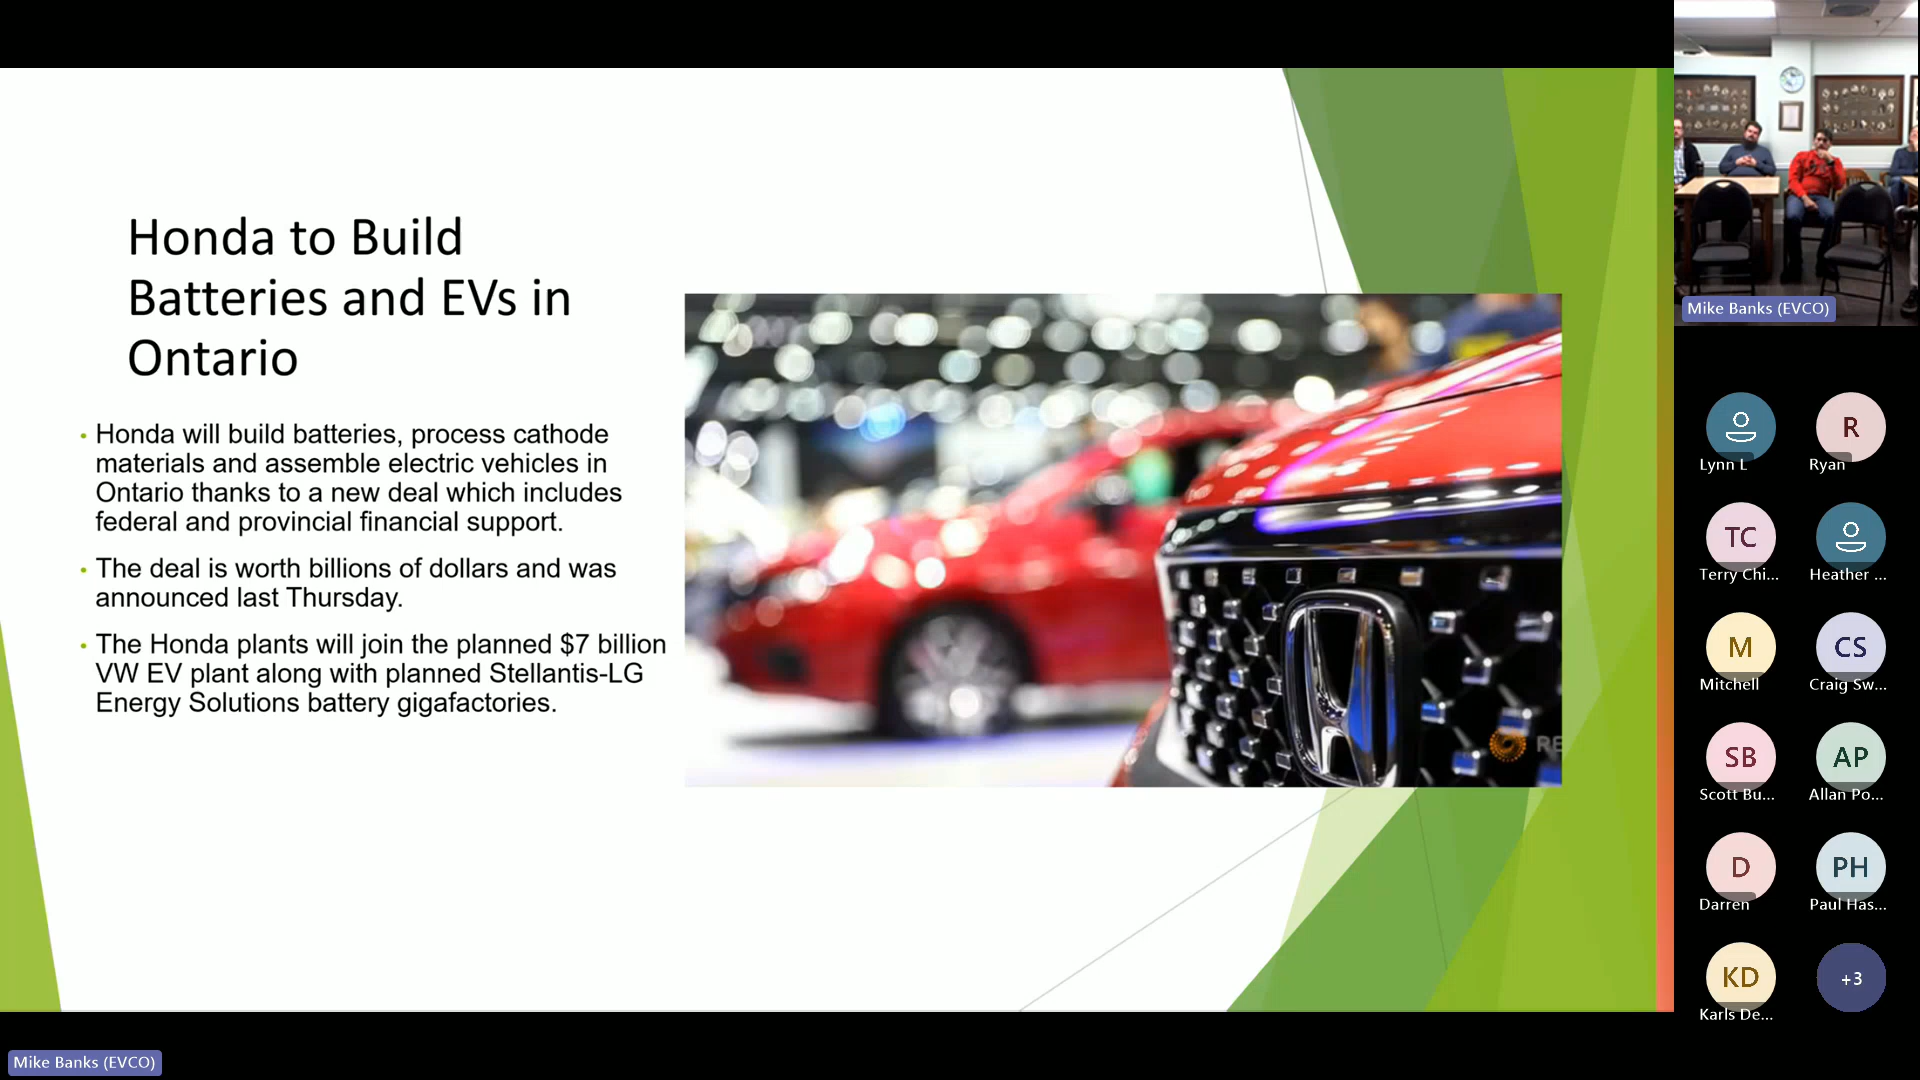 Honda to Build
Batteries and EVs in
Ontario
• Honda will build batteries, process cathode
materials and assemble electric vehicles in
Ontario thanks to a new deal which includes
federal and provincial financial support.
• The deal is worth billions of dollars and was
announced last Thursday.
• The Honda plants will join the planned $7 billion
VW EV plant along with planned Stellantis-LG
Energy Solutions battery gigafactories.
RE
Mike Banks (EVCO)
Lynn L
R
Ryan
TC
Terry Chi...
Heather ...
M
Mitchell
CS
Craig Sw...
SB
Scott Bu...
AP
Allan Po...
D
Darren
PH
Paul Has...
KD
Karls De...
+3
Mike Banks (EVCO)